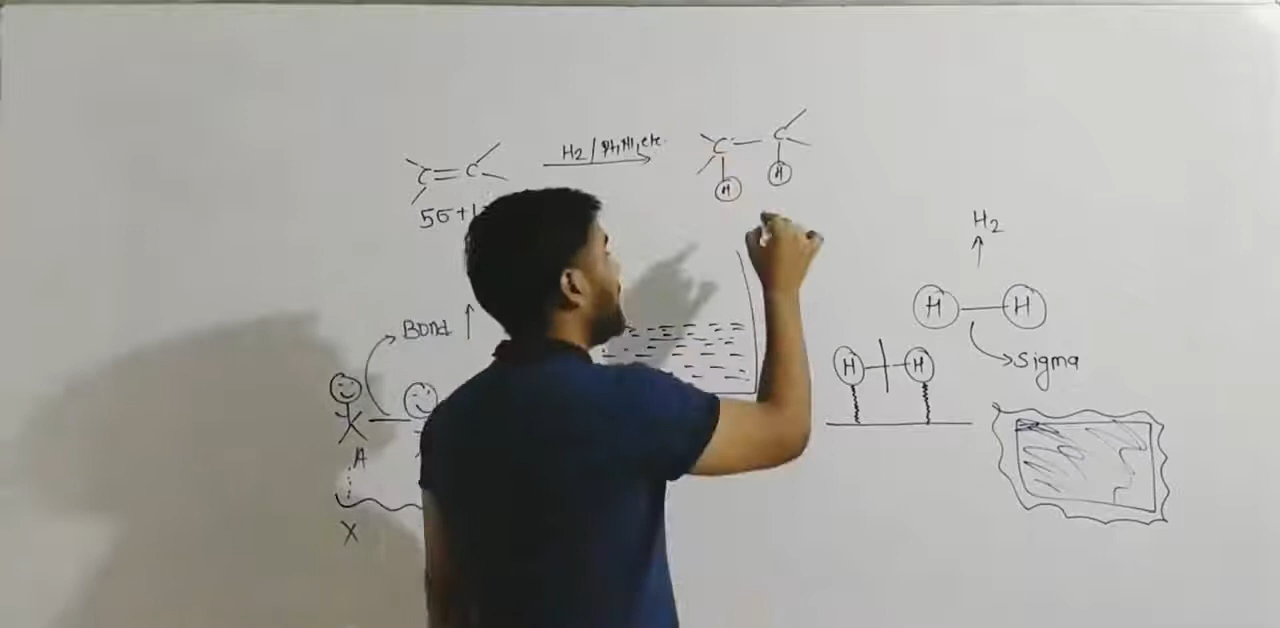 C=C
H2/Pt,Ni,etc.
C-C
H H
5σ+1
H2
H-H
Sigma
Bond ↑
H H
A
X